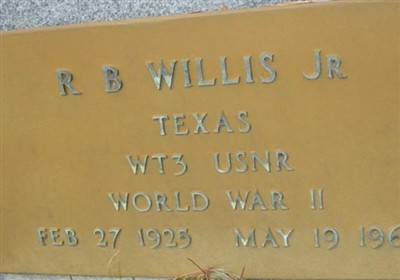 R B WILLIS JR
TEXAS
WT3 USNR
WORLD WAR II
FEB 27 1925 MAY 19